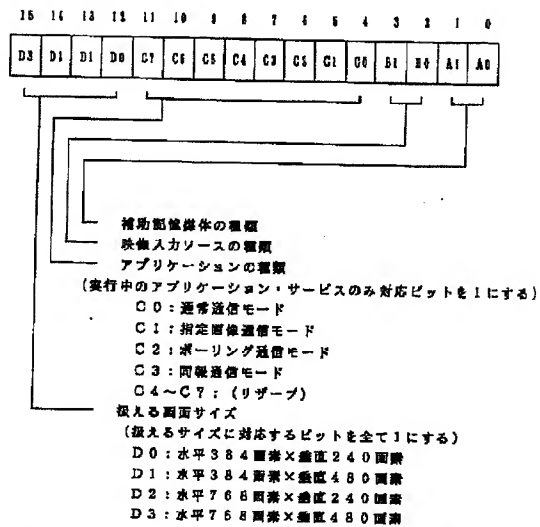 15 14 13 12 11 10 9 8 7 6 5 4 3 2 1 0
D3 D2 D1 D0 C7 C6 C5 C4 C3 C2 C1 C0 B1 B0 A1 A0
補助記憶媒体の種類
映像入力ソースの種類
アプリケーションの種類
(実行中のアプリケーション・サービスのみ対応ビットを1にする)
C0:通常通信モード
C1:指定画像通信モード
C2:ポーリング通信モード
C3:同報通信モード
C4〜C7:(リザーブ)
扱える画面サイズ
(扱えるサイズに対応するビットを全て1にする)
D0:水平384画素×垂直240画素
D1:水平384画素×垂直480画素
D2:水平768画素×垂直240画素
D3:水平768画素×垂直480画素